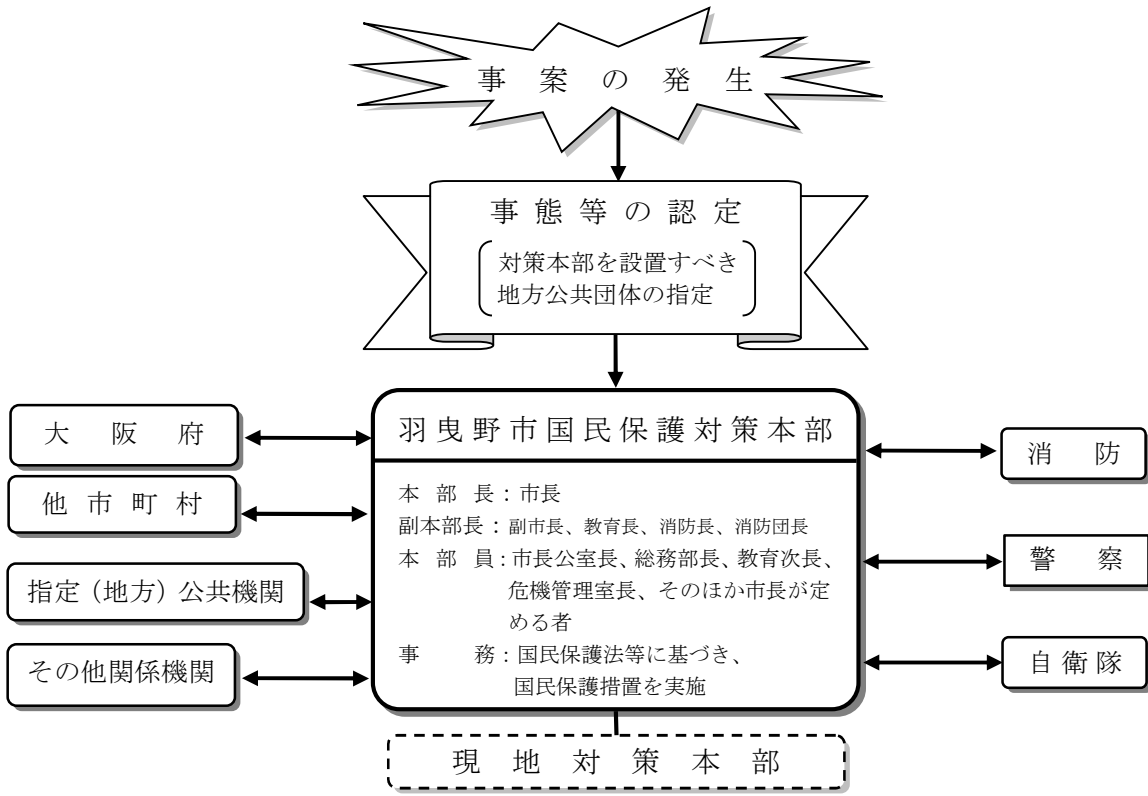 事案の発生
事態等の認定
対策本部を設置すべき
地方公共団体の指定
羽曳野市国民保護対策本部
本部長：市長
副本部長：副市長、教育長、消防長、消防団長
本部員：市長公室長、総務部長、教育次長、
危機管理室長、そのほか市長が定
める者
事務：国民保護法等に基づき、
国民保護措置を実施
大阪府
他市町村
指定（地方）公共機関
その他関係機関
消防
警察
自衛隊
現地対策本部